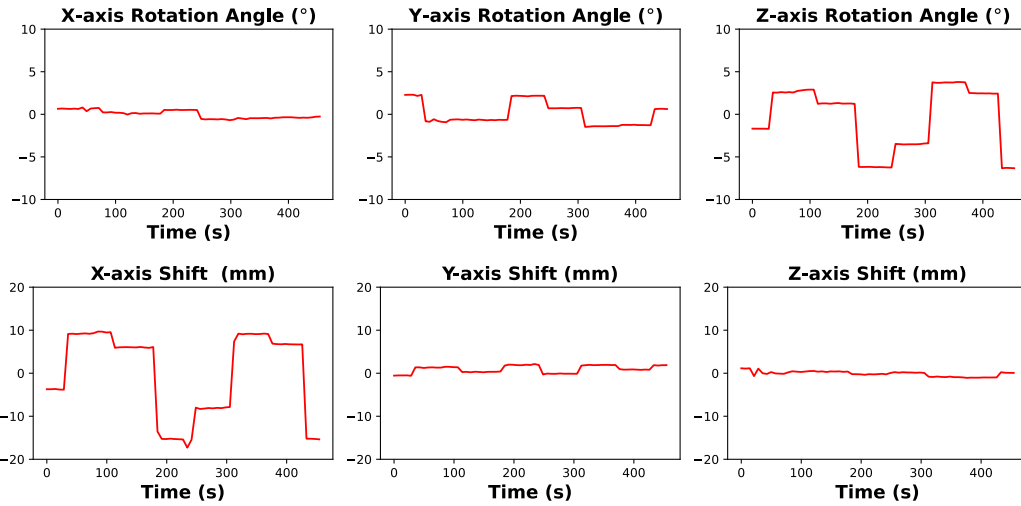 X-axis Rotation Angle (°)
10
5
0
−5
−10
0 100 200 300 400
Time (s)
Y-axis Rotation Angle (°)
10
5
0
−5
−10
0 100 200 300 400
Time (s)
Z-axis Rotation Angle (°)
10
5
0
−5
−10
0 100 200 300 400
Time (s)
X-axis Shift  (mm)
20
10
0
−10
−20
0 100 200 300 400
Time (s)
Y-axis Shift (mm)
20
10
0
−10
−20
0 100 200 300 400
Time (s)
Z-axis Shift (mm)
20
10
0
−10
−20
0 100 200 300 400
Time (s)